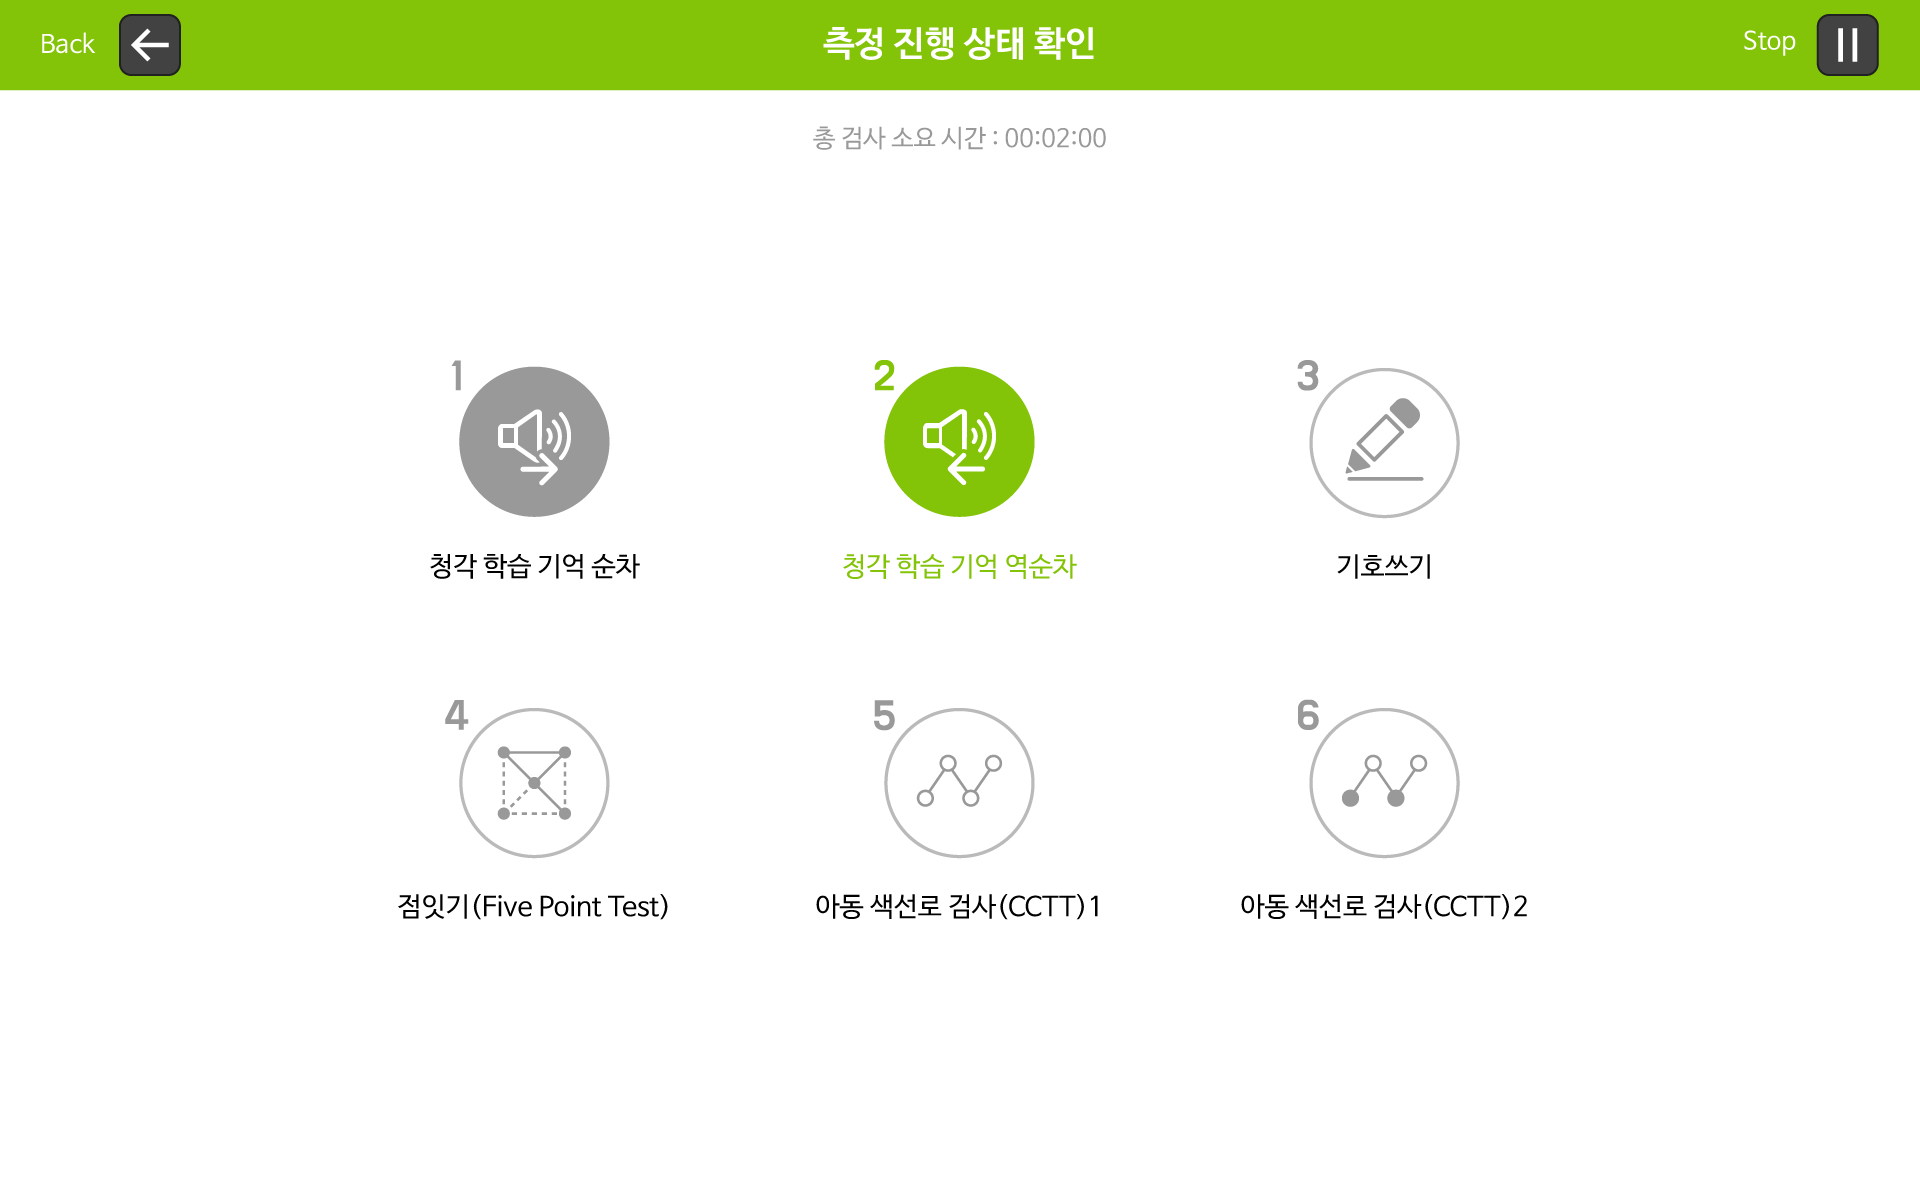 Back
측정 진행 상태 확인
Stop
총 검사 소요 시간 : 00:02:00
1
청각 학습 기억 순차
2
청각 학습 기억 역순차
3
기호쓰기
4
점잇기(Five Point Test)
5
아동 색선로 검사(CCTT)1
6
아동 색선로 검사(CCTT)2